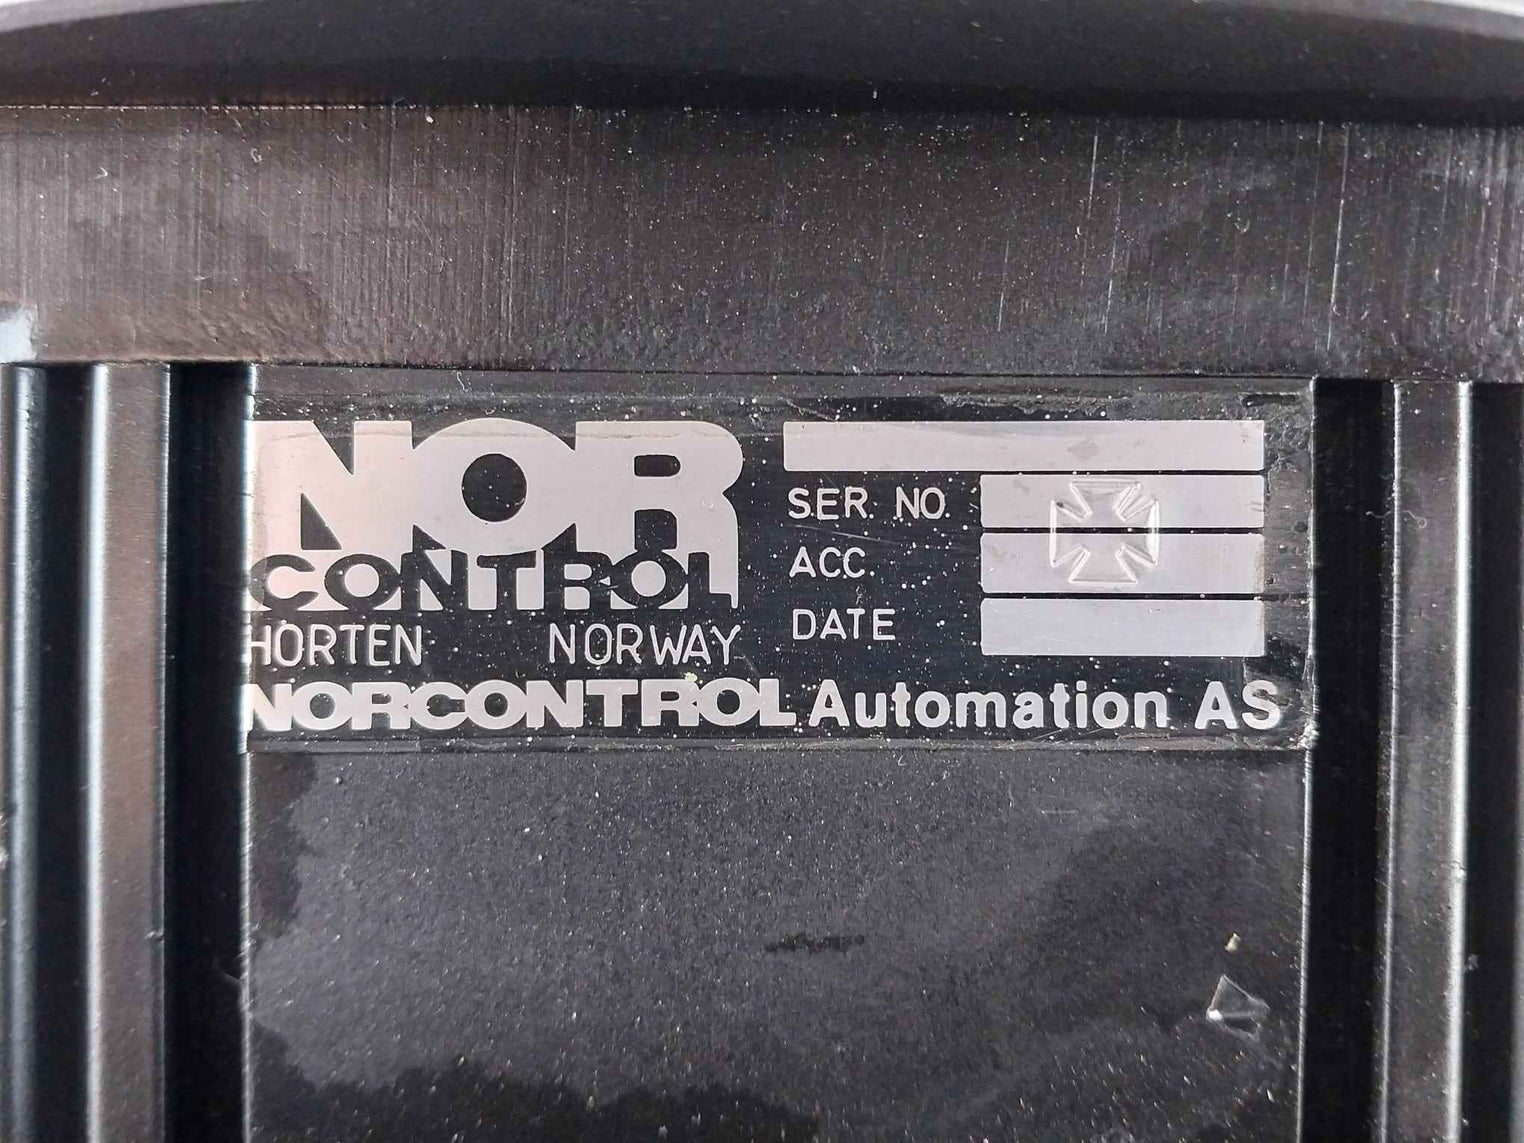 NOR
CONTROL
HORTEN NORWAY
SER. NO.
ACC.
DATE
NORCONTROL Automation AS